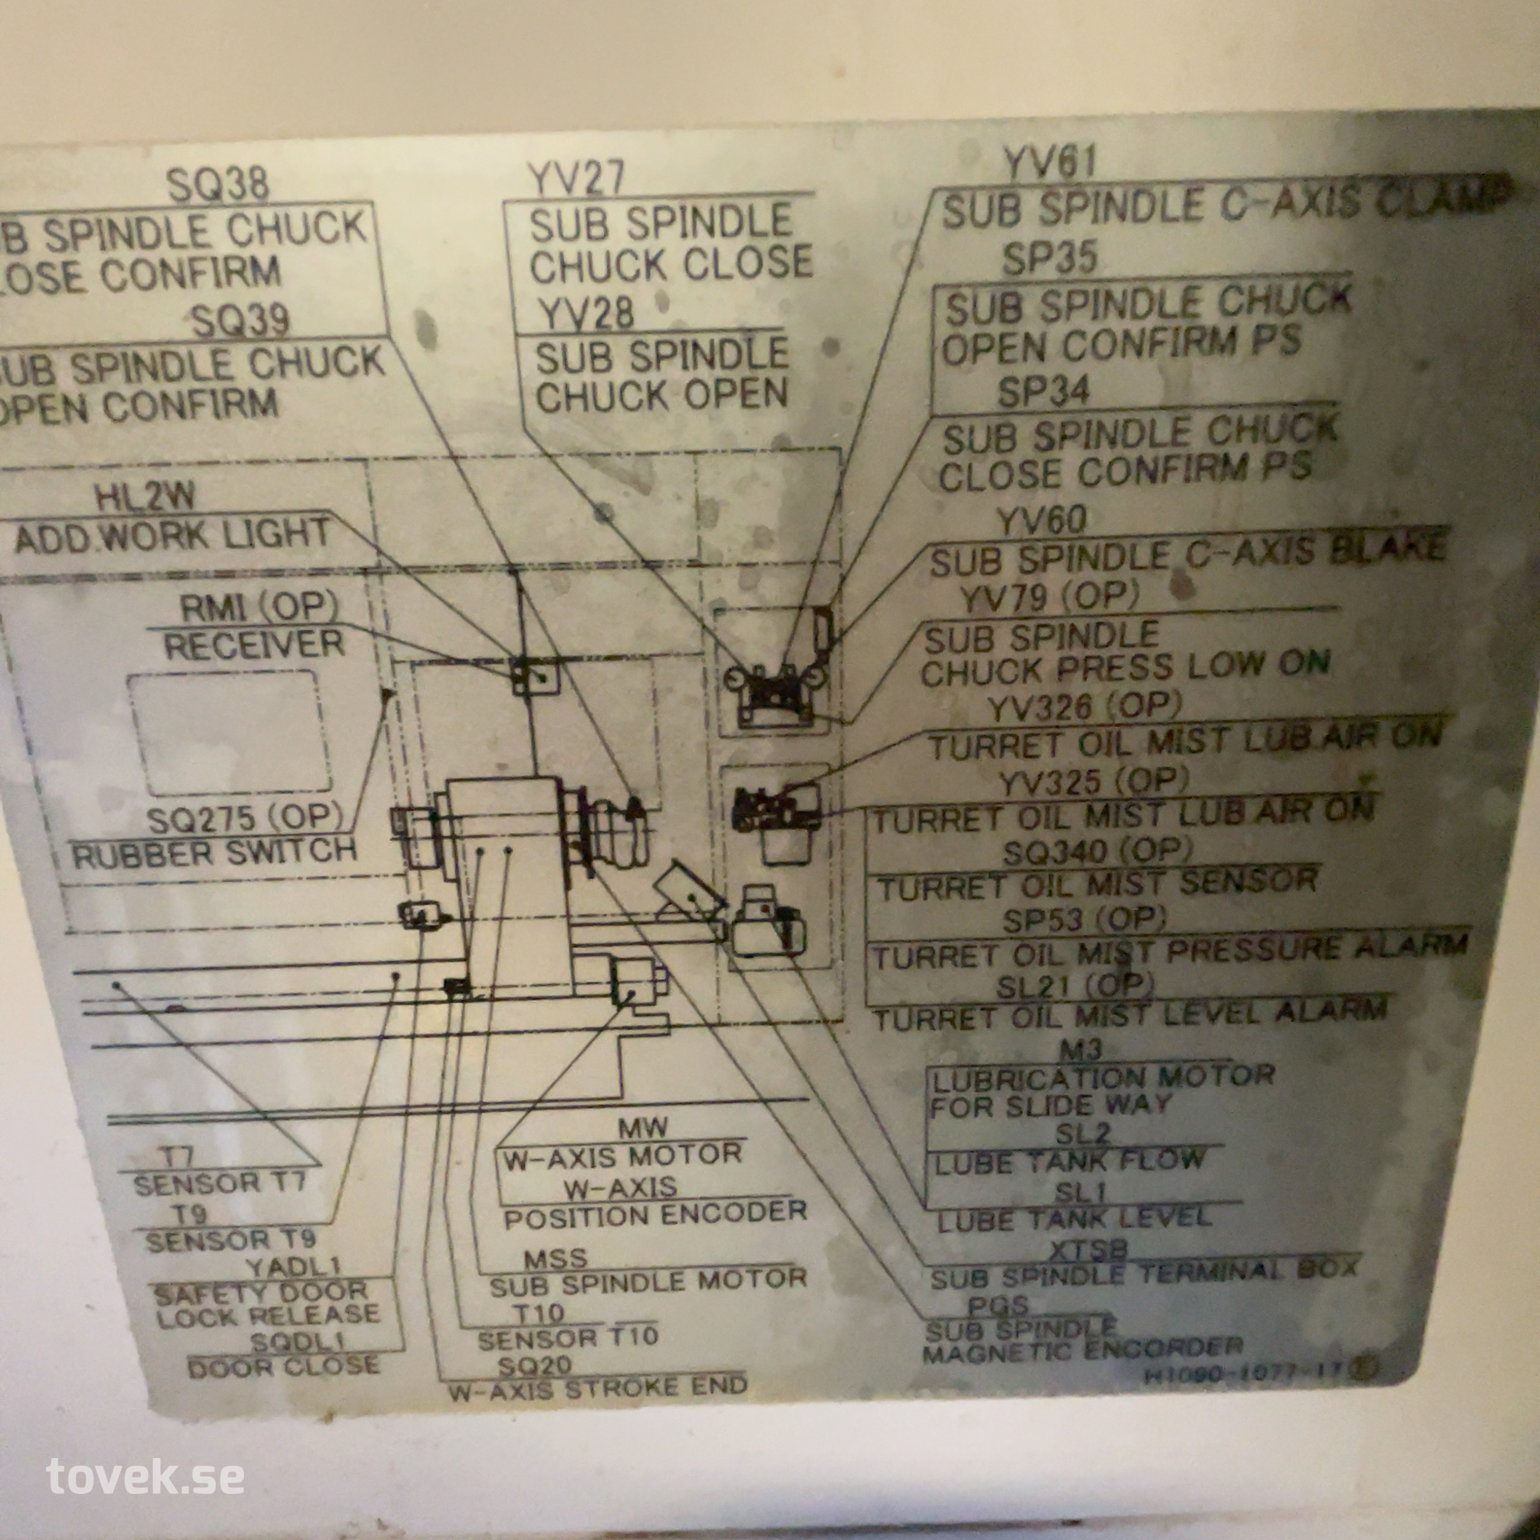 SQ38
B SPINDLE CHUCK
LOSE CONFIRM
SQ39
SUB SPINDLE CHUCK
OPEN CONFIRM
HL2W
ADD.WORK LIGHT
RMI (OP)
RECEIVER
SQ275 (OP)
RUBBER SWITCH
YV27
SUB SPINDLE
CHUCK CLOSE
YV28
SUB SPINDLE
CHUCK OPEN
YV61
SUB SPINDLE C-AXIS CLAMP
SP35
SUB SPINDLE CHUCK
OPEN CONFIRM PS
SP34
SUB SPINDLE CHUCK
CLOSE CONFIRM PS
YV60
SUB SPINDLE C-AXIS BLAKE
YV79 (OP)
SUB SPINDLE
CHUCK PRESS LOW ON
YV326 (OP)
TURRET OIL MIST LUB.AIR ON
YV325 (OP)
TURRET OIL MIST LUB.AIR ON
SQ340 (OP)
TURRET OIL MIST SENSOR
SP53 (OP)
TURRET OIL MIST PRESSURE ALARM
SL21 (OP)
TURRET OIL MIST LEVEL ALARM
M3
LUBRICATION MOTOR
FOR SLIDE WAY
SL2
LUBE TANK FLOW
SL1
LUBE TANK LEVEL
XTSB
SUB SPINDLE TERMINAL BOX
PGS
SUB SPINDLE
MAGNETIC ENCORDER
H1090-1077-17
T7
SENSOR T7
T9
SENSOR T9
YADL1
SAFETY DOOR
LOCK RELEASE
SQDL1
DOOR CLOSE
MW
W-AXIS MOTOR
W-AXIS
POSITION ENCODER
MSS
SUB SPINDLE MOTOR
T10
SENSOR T10
SQ20
W-AXIS STROKE END
tovek.se